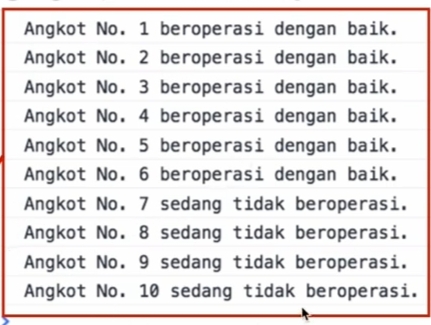 Angkot No. 1 beroperasi dengan baik.
Angkot No. 2 beroperasi dengan baik.
Angkot No. 3 beroperasi dengan baik.
Angkot No. 4 beroperasi dengan baik.
Angkot No. 5 beroperasi dengan baik.
Angkot No. 6 beroperasi dengan baik.
Angkot No. 7 sedang tidak beroperasi.
Angkot No. 8 sedang tidak beroperasi.
Angkot No. 9 sedang tidak beroperasi.
Angkot No. 10 sedang tidak beroperasi.